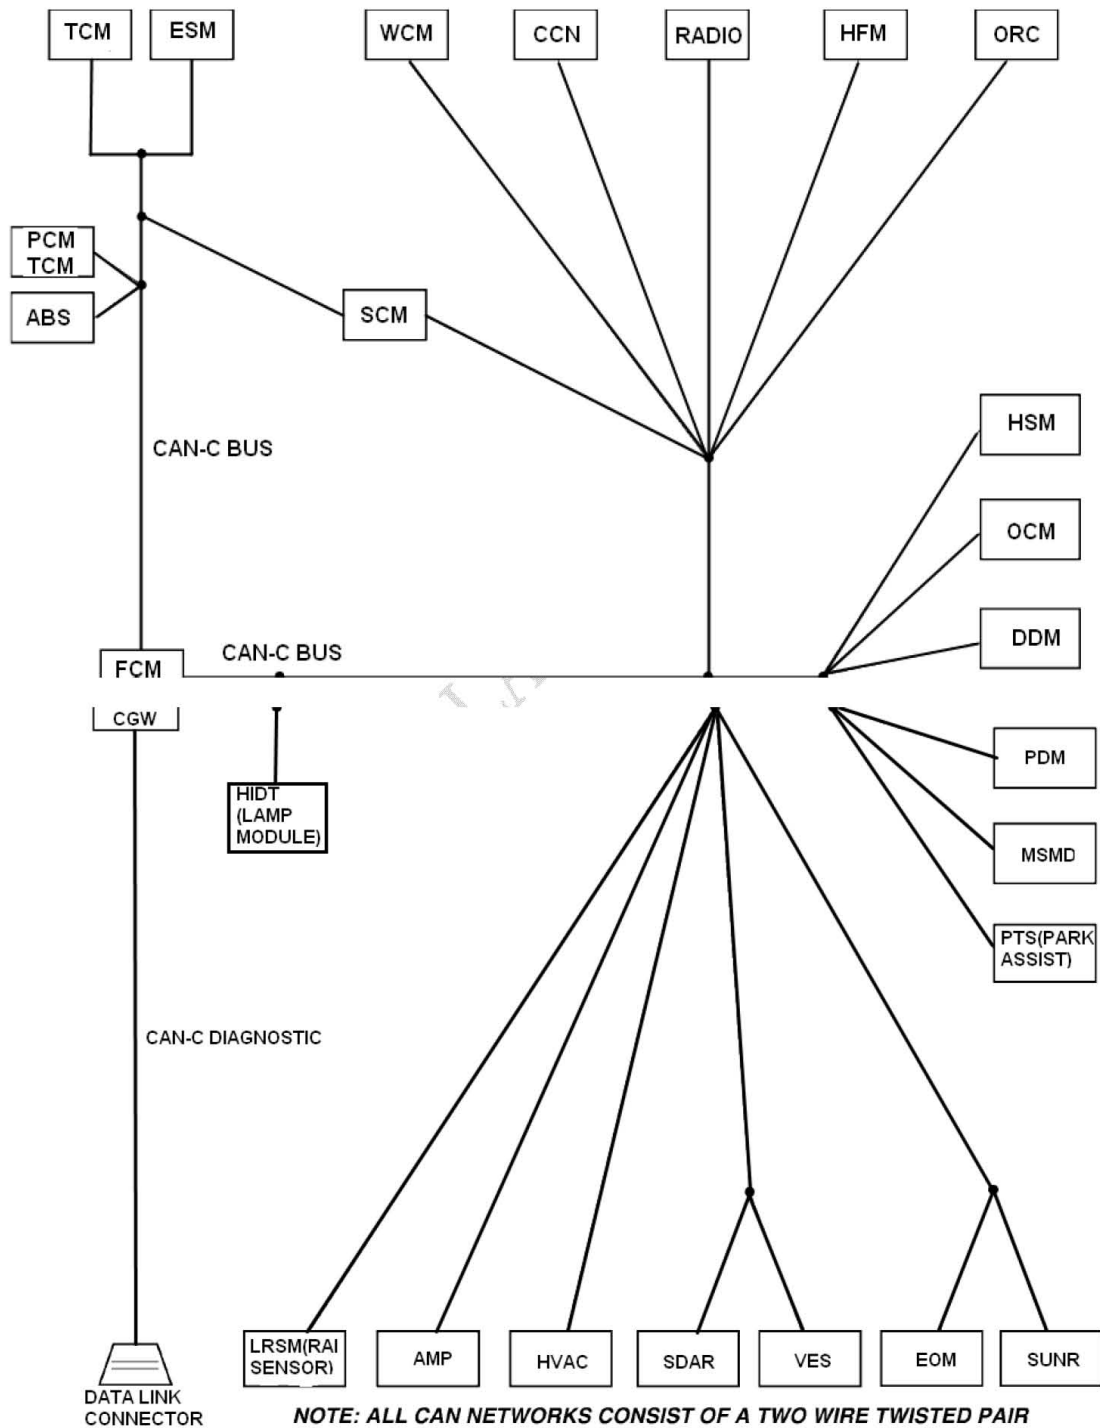 TCM
ESM
WCM
CCN
RADIO
HFM
ORC
PCM
TCM
ABS
SCM
HSM
CAN-C BUS
OCM
DDM
CAN-C BUS
FCM
CGW
PDM
HIDT
(LAMP
MODULE)
MSMD
PTS(PARK
ASSIST)
CAN-C DIAGNOSTIC
LRSM(RAI
SENSOR)
AMP
HVAC
SDAR
VES
EOM
SUNR
DATA LINK
CONNECTOR
NOTE: ALL CAN NETWORKS CONSIST OF A TWO WIRE TWISTED PAIR